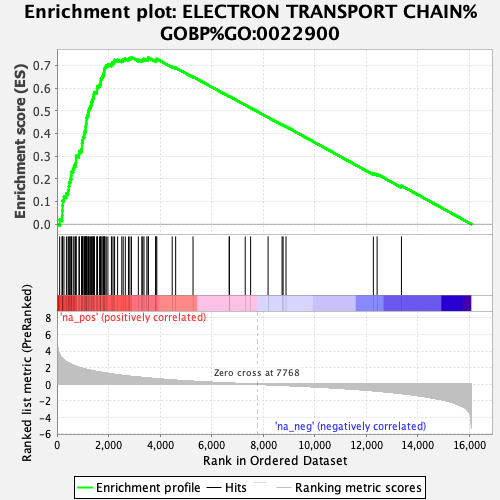 Enrichment plot: ELECTRON TRANSPORT CHAIN%
GOBP%GO:0022900
Enrichment score (ES)
0.7
0.6
0.5
0.4
0.3
0.2
0.1
0.0
'na_pos' (positively correlated)
Ranked list metric (PreRanked)
8
6
4
2
0
-2
-4
-6
Zero cross at 7768
'na_neg' (negatively correlated)
0
2,000
4,000
6,000
8,000
10,000
12,000
14,000
16,000
Rank in Ordered Dataset
Enrichment profile
Hits
Ranking metric scores